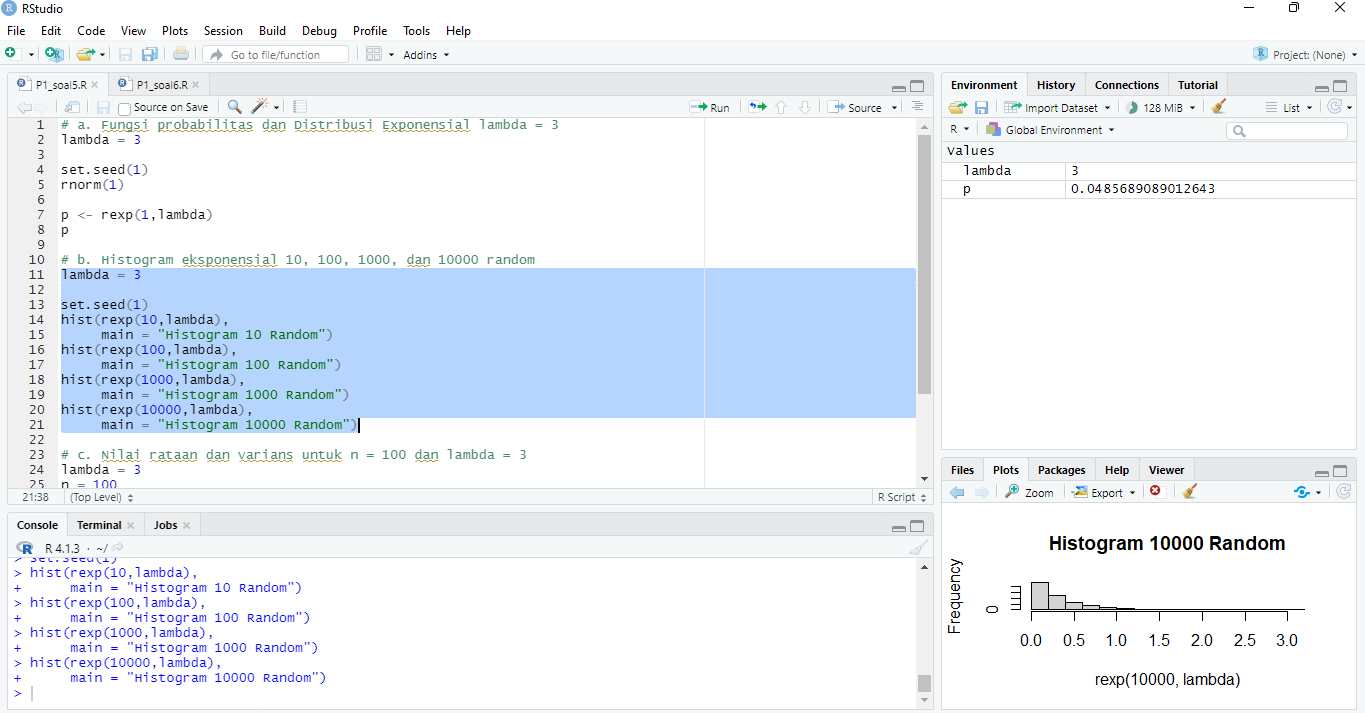 RStudio
File Edit Code View Plots Session Build Debug Profile Tools Help
Go to file/function Addins Project: (None)
P1_soal5.R P1_soal6.R
Source on Save Run Source
1 # a. Fungsi probabilitas dan Distribusi Exponensial lambda = 3
2 lambda = 3
3
4 set.seed(1)
5 rnorm(1)
6
7 p <- rexp(1,lambda)
8 p
9
10 # b. Histogram eksponensial 10, 100, 1000, dan 10000 random
11 lambda = 3
12
13 set.seed(1)
14 hist(rexp(10,lambda),
15 main = "Histogram 10 Random")
16 hist(rexp(100,lambda),
17 main = "Histogram 100 Random")
18 hist(rexp(1000,lambda),
19 main = "Histogram 1000 Random")
20 hist(rexp(10000,lambda),
21 main = "Histogram 10000 Random")
22
23 # c. Nilai rataan dan varians untuk n = 100 dan lambda = 3
24 lambda = 3
25 n = 100
21:38 (Top Level) R Script
Console Terminal Jobs
R 4.1.3 · ~/
> set.seed(1)
> hist(rexp(10,lambda),
+ main = "Histogram 10 Random")
> hist(rexp(100,lambda),
+ main = "Histogram 100 Random")
> hist(rexp(1000,lambda),
+ main = "Histogram 1000 Random")
> hist(rexp(10000,lambda),
+ main = "Histogram 10000 Random")
>
Environment History Connections Tutorial
Import Dataset 128 MiB List
R Global Environment
Values
lambda 3
p 0.0485689089012643
Files Plots Packages Help Viewer
Zoom Export
Histogram 10000 Random
Frequency
0
0.0 0.5 1.0 1.5 2.0 2.5 3.0
rexp(10000, lambda)